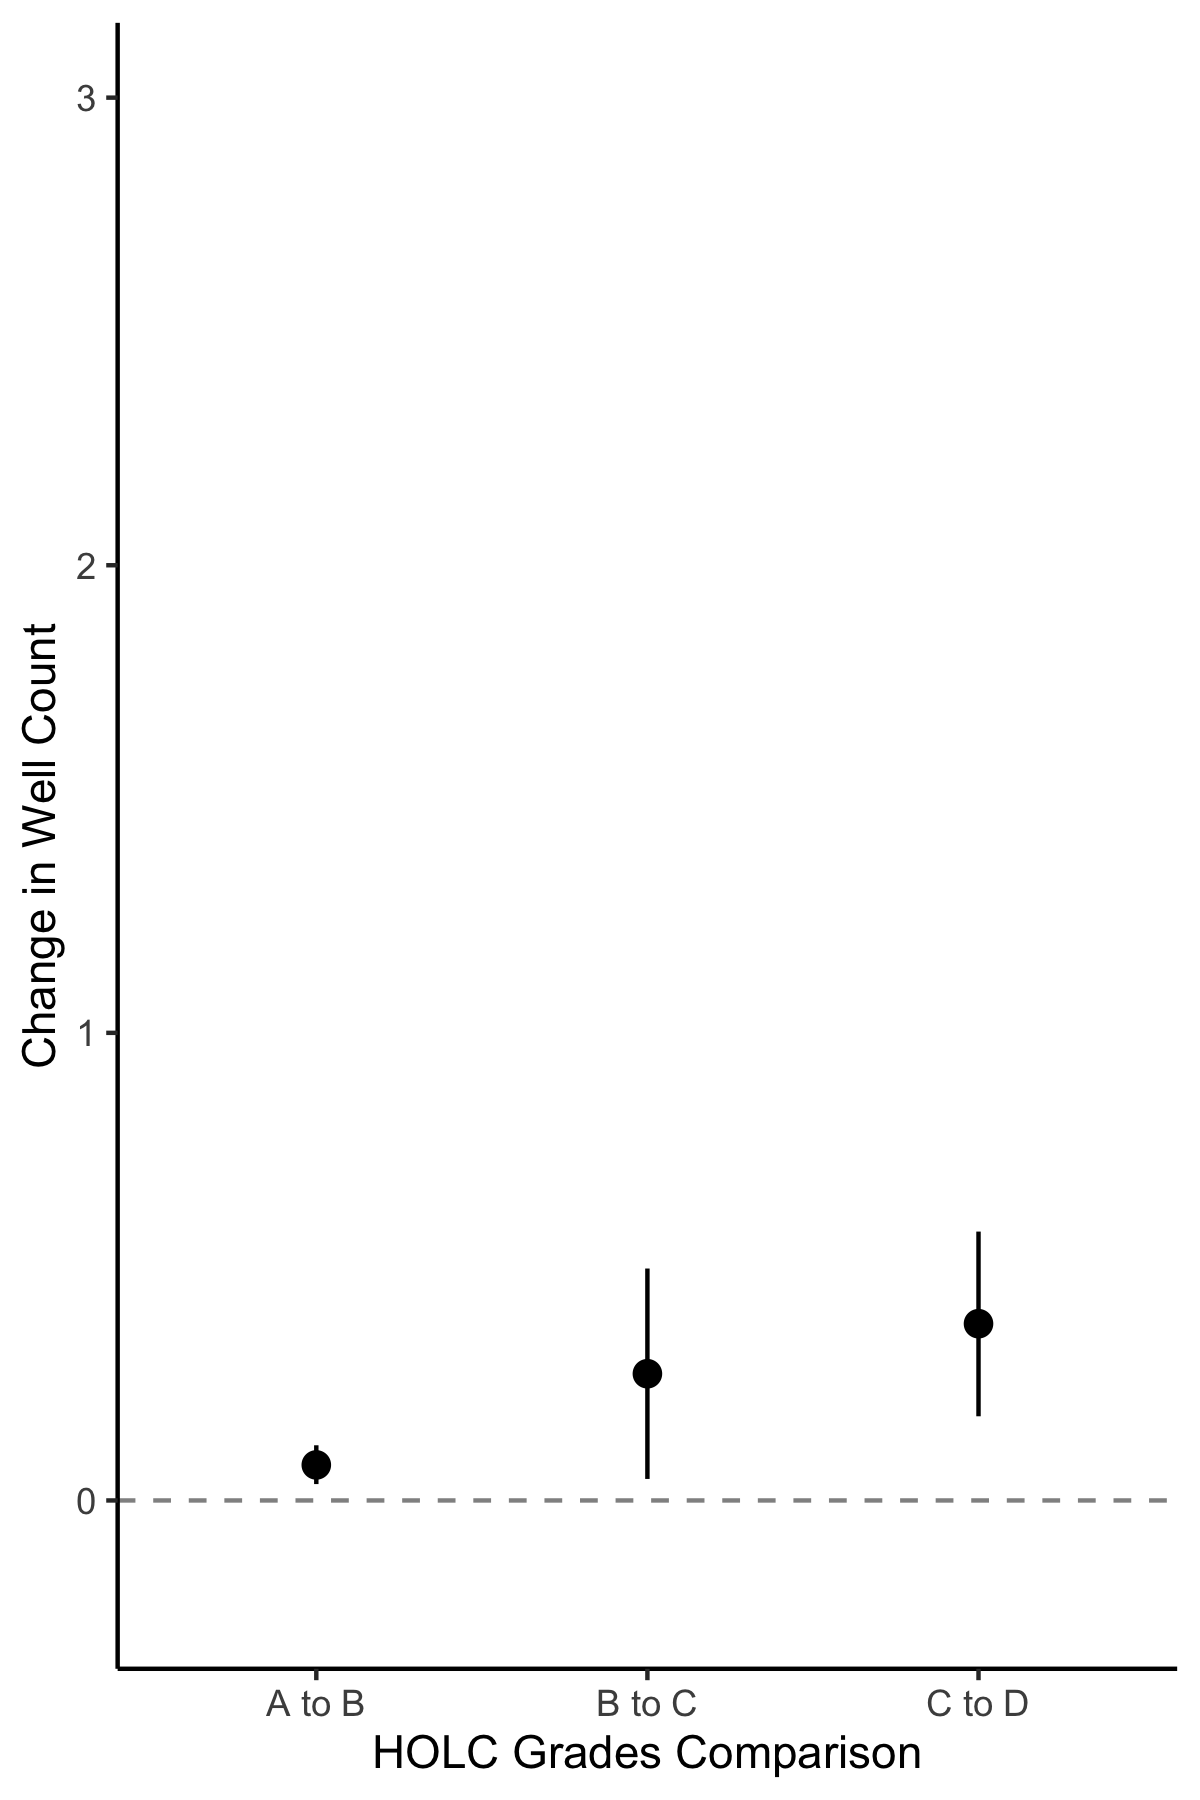 3
2
1
0
Change in Well Count
A to B
B to C
C to D
HOLC Grades Comparison